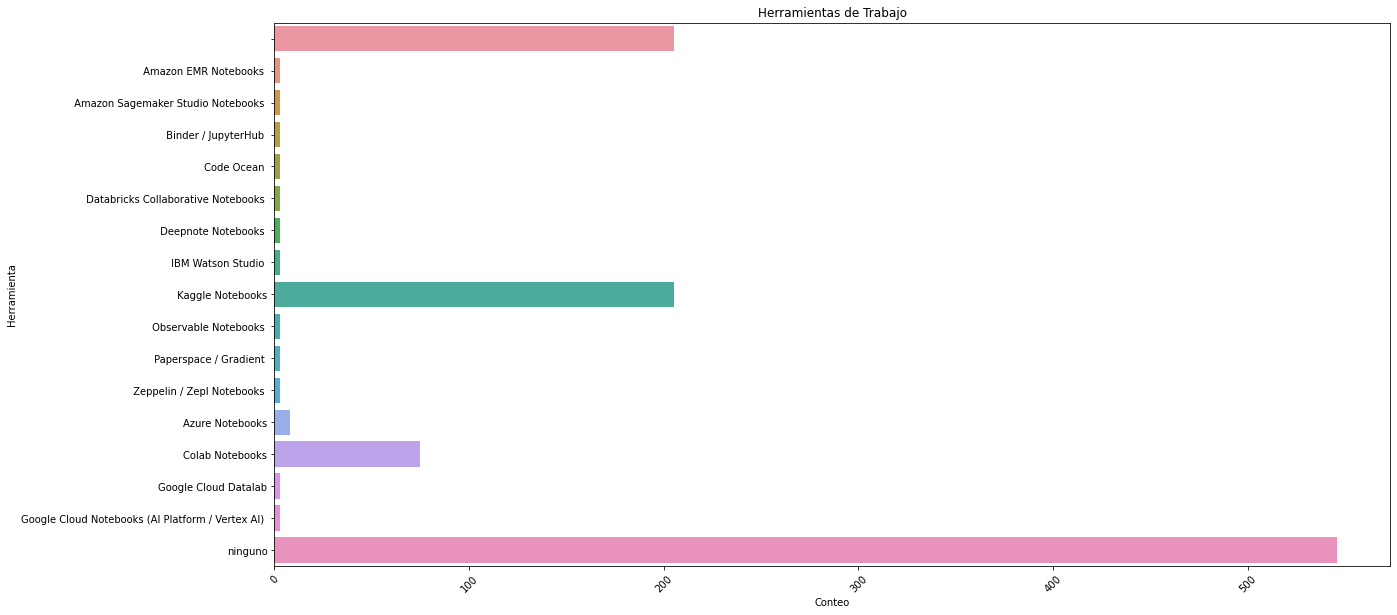 Herramientas de Trabajo
Amazon EMR Notebooks
Amazon Sagemaker Studio Notebooks
Binder / JupyterHub
Code Ocean
Databricks Collaborative Notebooks
Deepnote Notebooks
IBM Watson Studio
Kaggle Notebooks
Observable Notebooks
Paperspace / Gradient
Zeppelin / Zepl Notebooks
Azure Notebooks
Colab Notebooks
Google Cloud Datalab
Google Cloud Notebooks (AI Platform / Vertex AI)
ninguno
Herramienta
0
100
200
300
400
500
Conteo